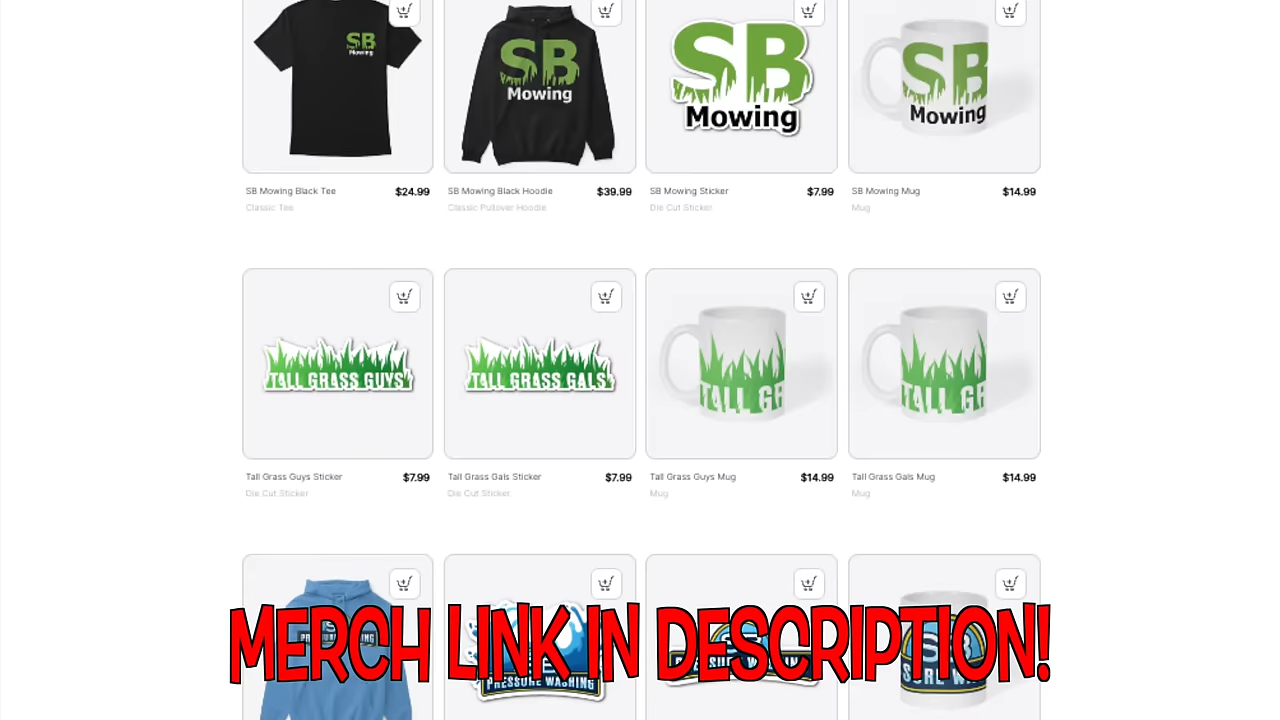 SB
Mowing
SB
Mowing
SB
Mowing
SB
Mowing
SB Mowing Black Tee $24.99
Classic Tee
SB Mowing Black Hoodie $39.99
Classic Pullover Hoodie
SB Mowing Sticker $7.99
Die Cut Sticker
SB Mowing Mug $14.99
Mug
TALL GRASS GUYS
TALL GRASS GALS
TALL GR
TALL GR
Tall Grass Guys Sticker $7.99
Die Cut Sticker
Tall Grass Gals Sticker $7.99
Die Cut Sticker
Tall Grass Guys Mug $14.99
Mug
Tall Grass Gals Mug $14.99
Mug
MERCH LINK IN DESCRIPTION!
PRESSURE WASHING